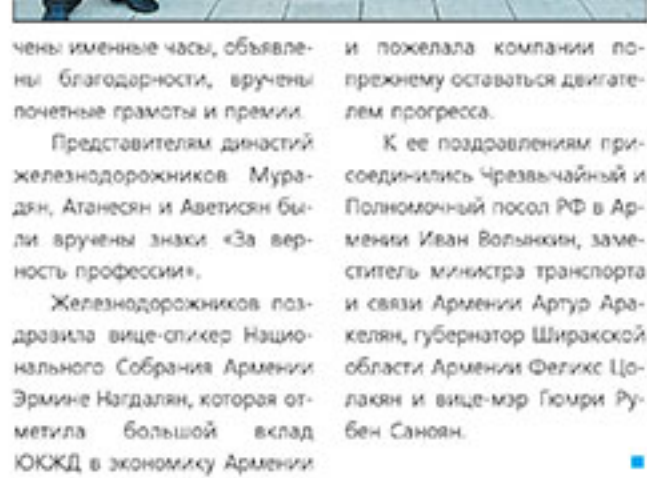 чены именные часы, объявле-
ны благодарности, вручены
почетные грамоты и премии.
Представителям династий
железнодорожников Мура-
дян, Атанесян и Аветисян бы-
ли вручены знаки «За вер-
ность профессии».
Железнодорожников поз-
дравила вице-спикер Нацио-
нального Собрания Армении
Эрмине Нагдалян, которая от-
метила большой вклад
ЮКЖД в экономику Армении
и пожелала компании по-
прежнему оставаться двигате-
лем прогресса.
К ее поздравлениям при-
соединились Чрезвычайный и
Полномочный посол РФ в Ар-
мении Иван Волынкин, заме-
ститель министра транспорта
и связи Армении Артур Ара-
келян, губернатор Ширакской
области Армении Феликс Цо-
лакян и вице-мэр Гюмри Ру-
бен Саноян.